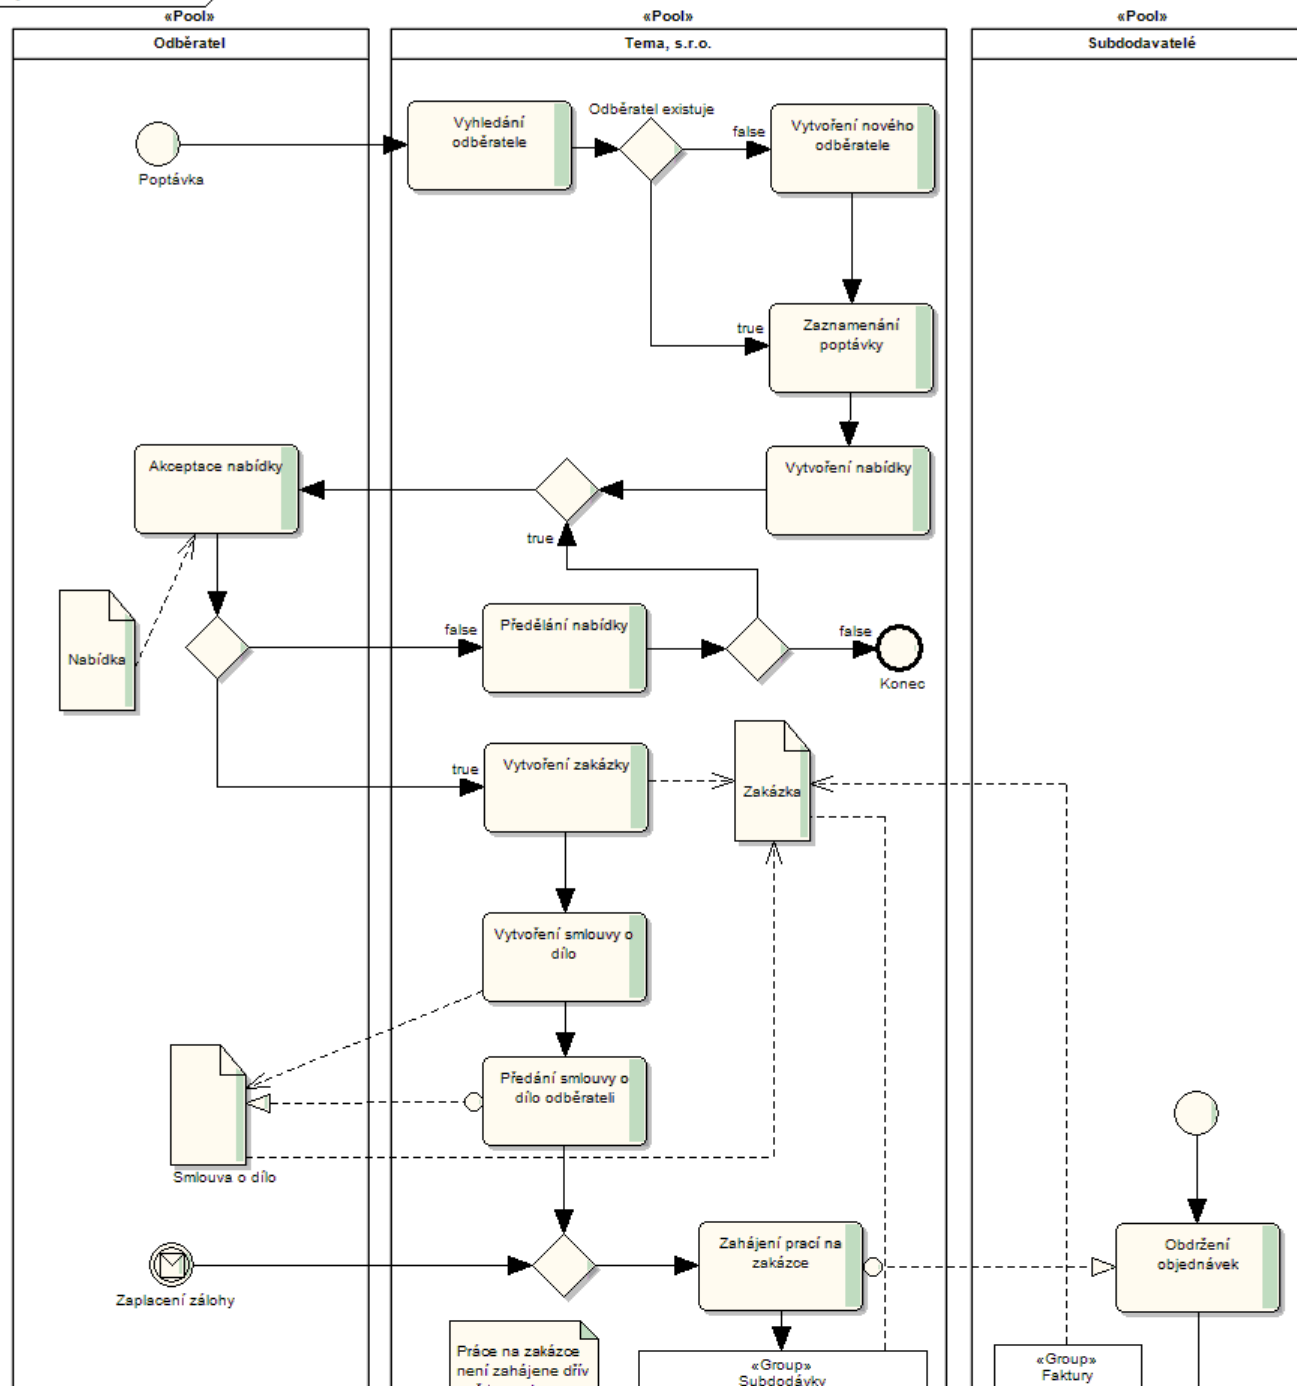 «Pool»
«Pool»
«Pool»
Odběratel
Tema, s.r.o.
Subdodavatelé
Poptávka
Vyhledání
odběratele
Odběratel existuje
false
Vytvoření nového
odběratele
true
Zaznamenání
poptávky
Akceptace nabídky
Vytvoření nabídky
true
Nabídka
false
Předělání nabídky
false
Konec
true
Vytvoření zakázky
Zakázka
Vytvoření smlouvy o
dílo
Předání smlouvy o
dílo odběrateli
Smlouva o dílo
Zaplacení zálohy
Zahájení prací na
zakázce
Obdržení
objednávek
Práce na zakázce
není zahájene dřív
«Group»
Subdodávky
«Group»
Faktury